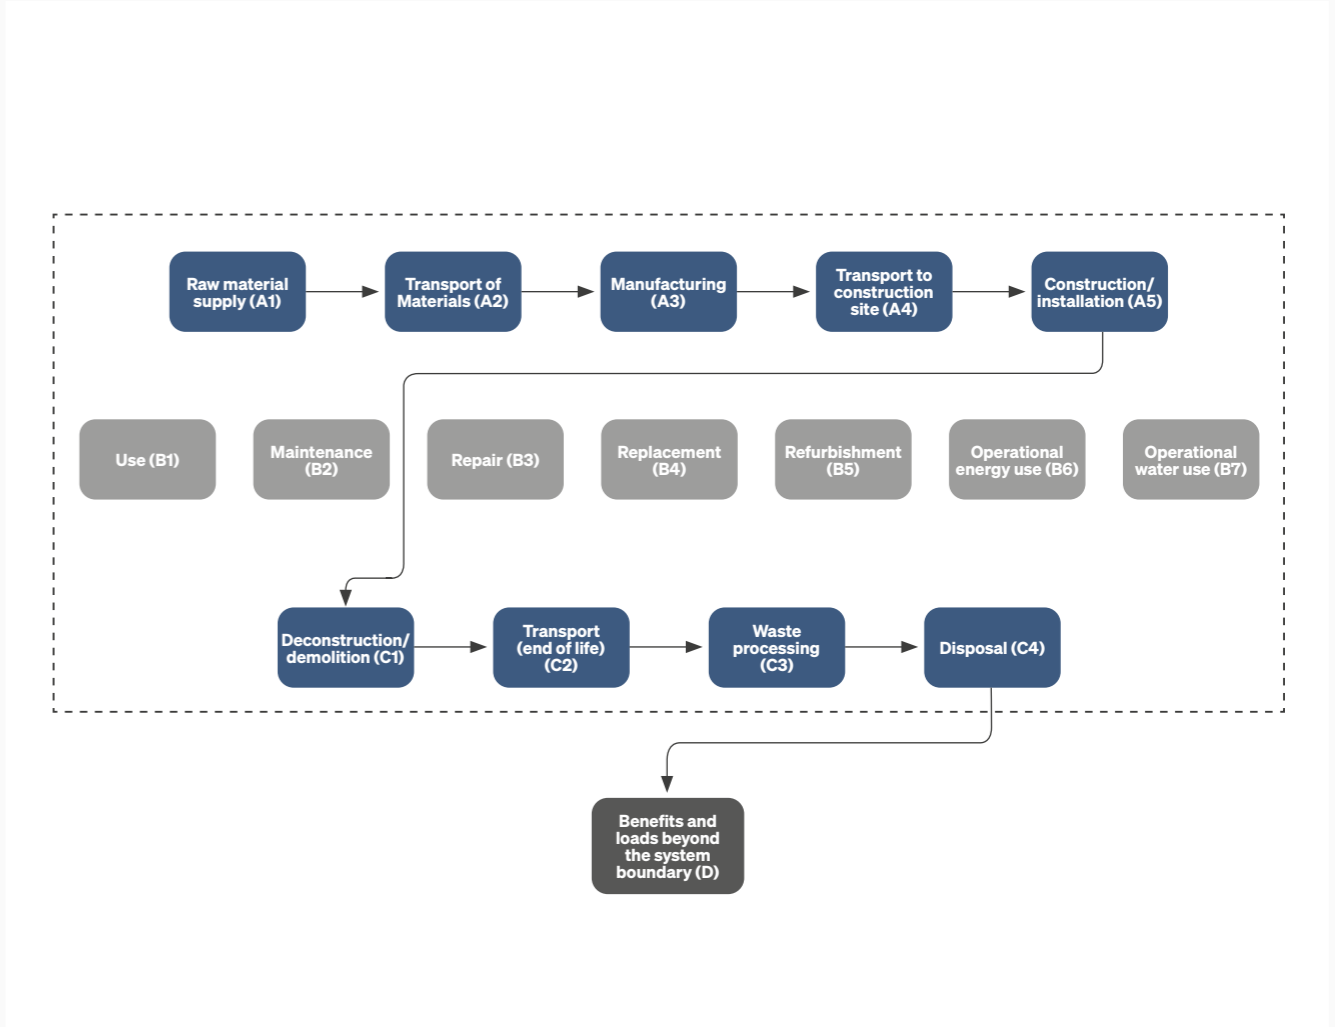 Raw material
supply (A1)
Transport of
Materials (A2)
Manufacturing
(A3)
Transport to
construction
site (A4)
Construction/
installation (A5)
Use (B1)
Maintenance
(B2)
Repair (B3)
Replacement
(B4)
Refurbishment
(B5)
Operational
energy use (B6)
Operational
water use (B7)
Deconstruction/
demolition (C1)
Transport
(end of life)
(C2)
Waste
processing
(C3)
Disposal (C4)
Benefits and
loads beyond
the system
boundary (D)